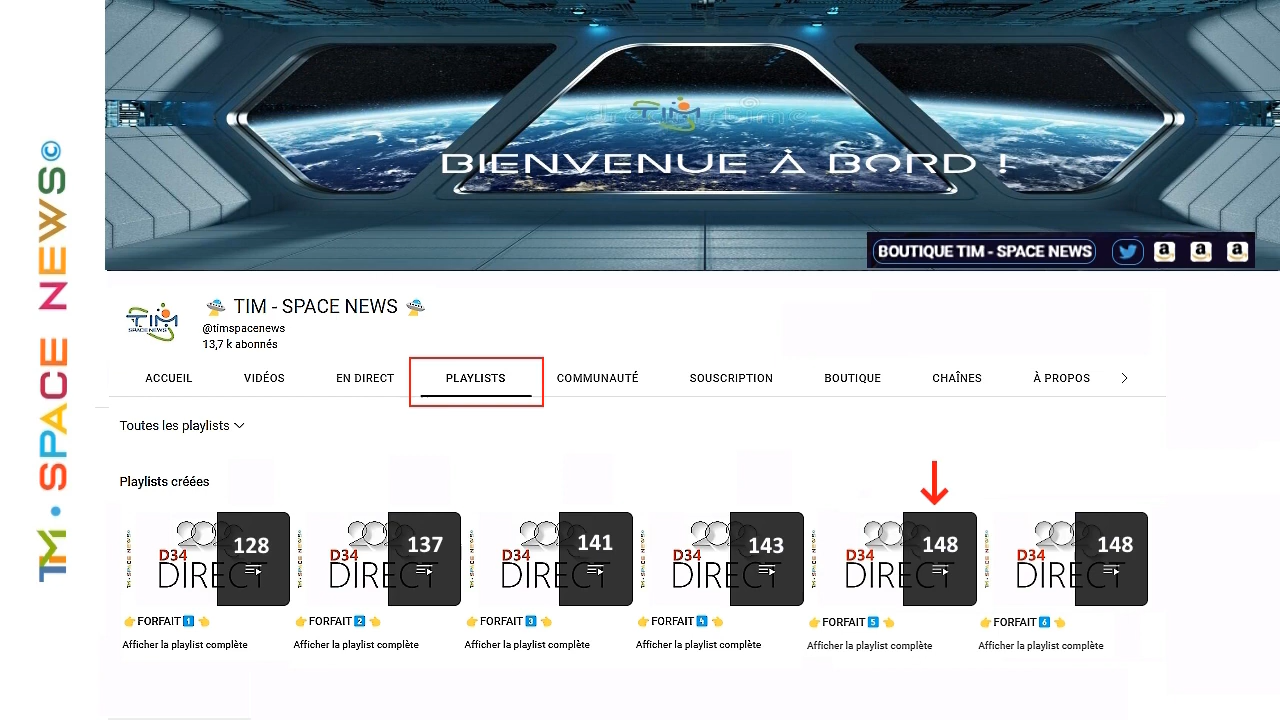 TIM • SPACE NEWS©
TIM
BIENVENUE À BORD !
BOUTIQUE TIM - SPACE NEWS
a a a
TIM
SPACE NEWS
TIM - SPACE NEWS
@timspacenews
13,7 k abonnés
ACCUEIL VIDÉOS EN DIRECT PLAYLISTS COMMUNAUTÉ SOUSCRIPTION BOUTIQUE CHAÎNES À PROPOS
Toutes les playlists
Playlists créées
D34 DIRECT 128
D34 DIRECT 137
D34 DIRECT 141
D34 DIRECT 143
D34 DIRECT 148
D34 DIRECT 148
👉FORFAIT 1️⃣ 👈
👉FORFAIT 2️⃣ 👈
👉FORFAIT 3️⃣ 👈
👉FORFAIT 4️⃣ 👈
👉FORFAIT 5️⃣ 👈
👉FORFAIT 6️⃣ 👈
Afficher la playlist complète
Afficher la playlist complète
Afficher la playlist complète
Afficher la playlist complète
Afficher la playlist complète
Afficher la playlist complète